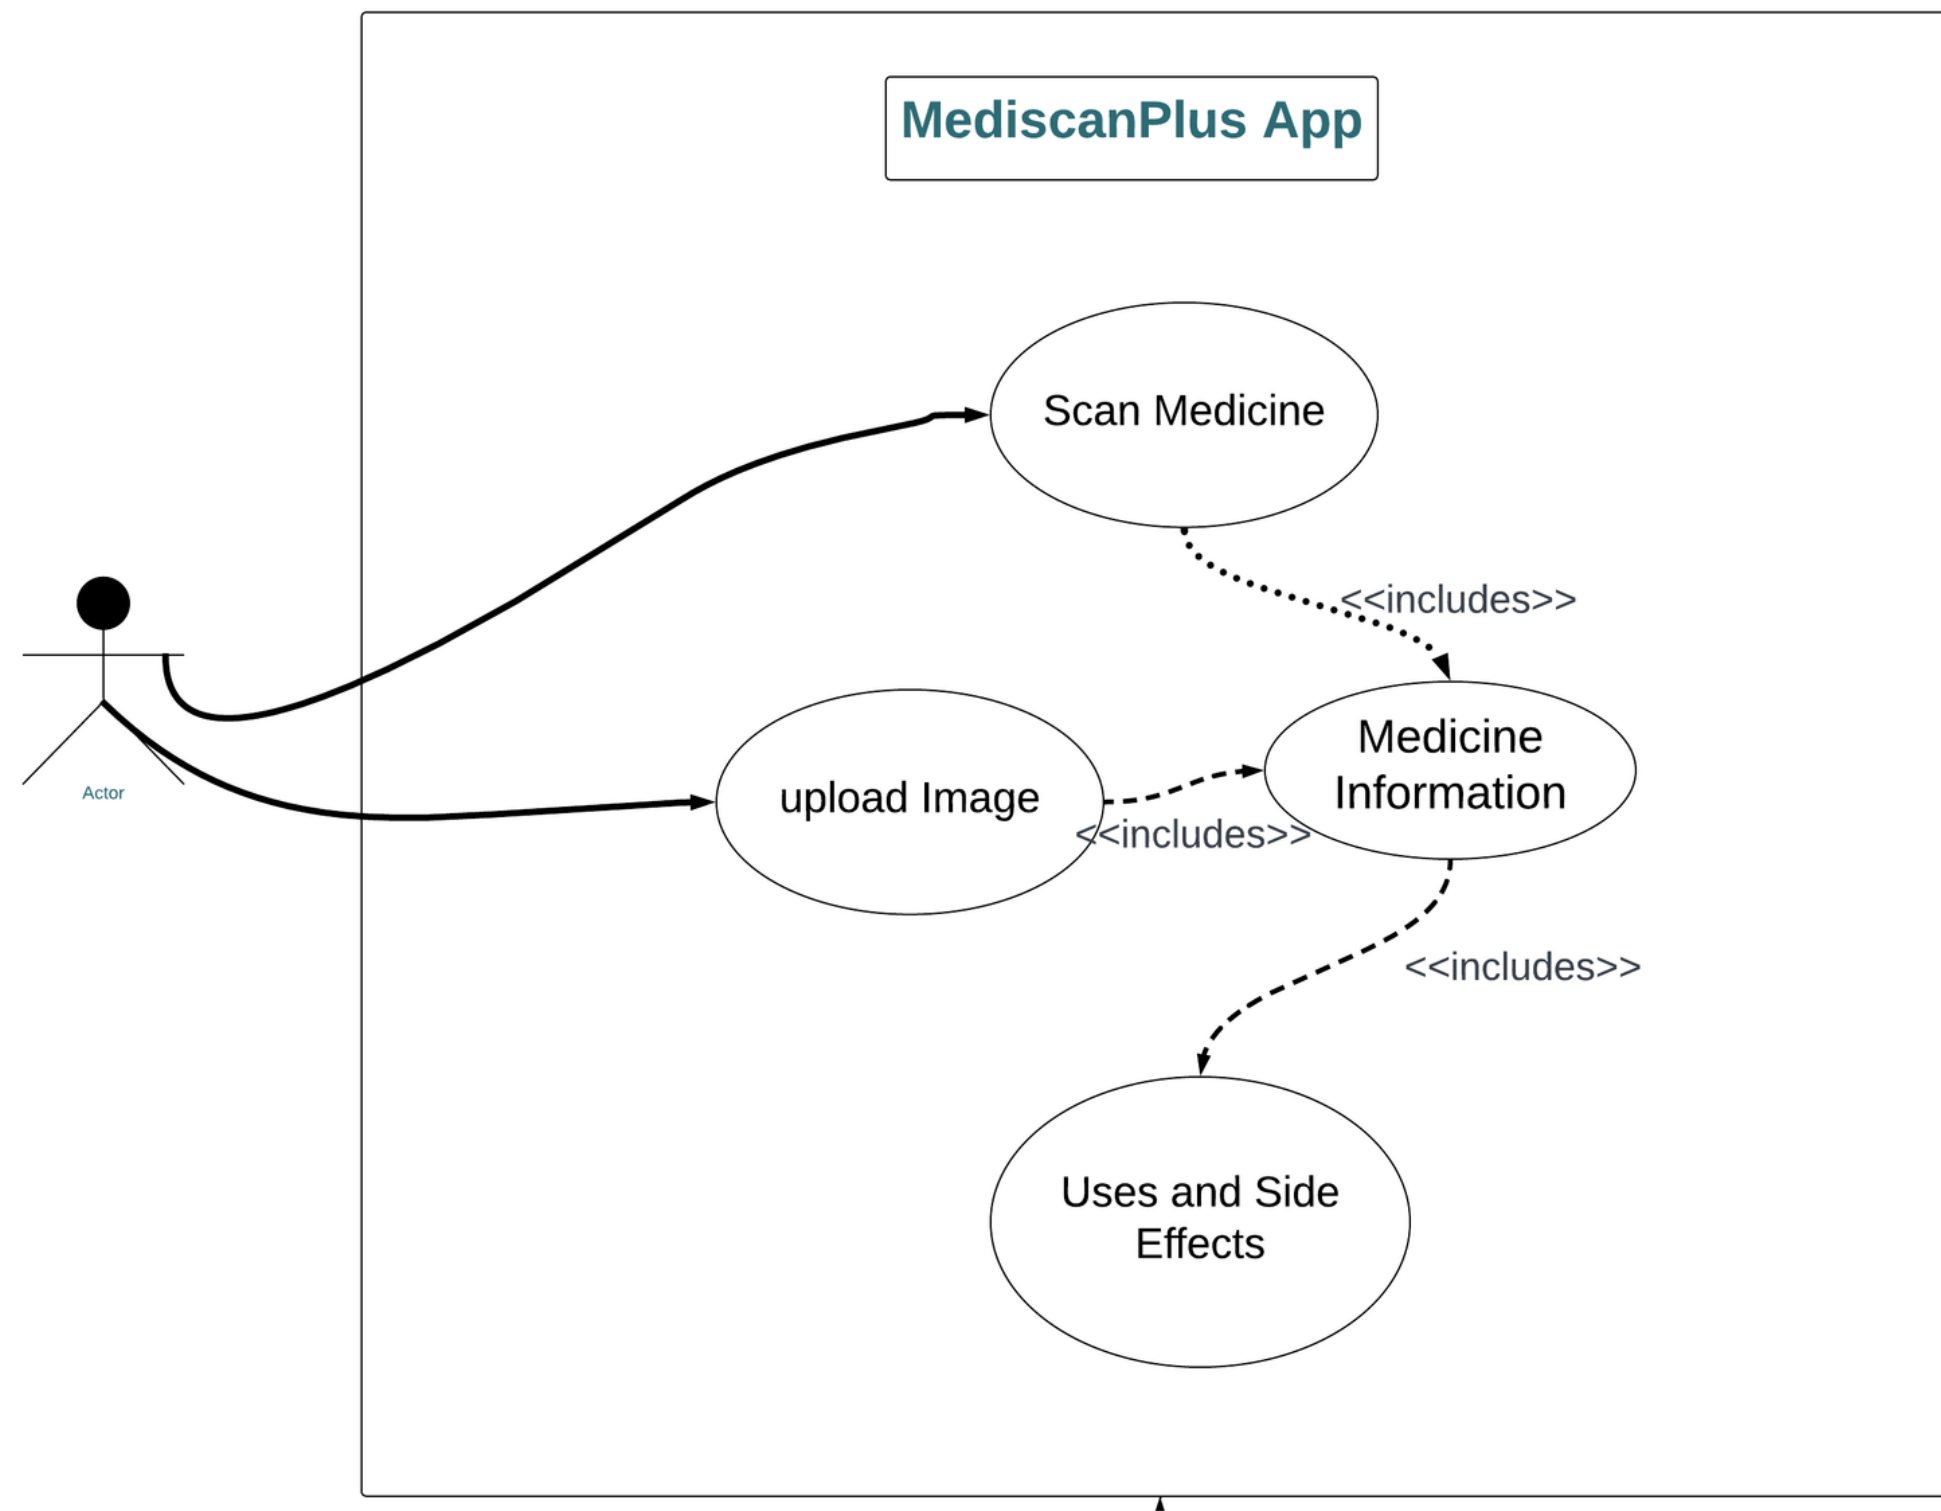 MediscanPlus App
Scan Medicine
<<includes>>
Medicine
Information
upload Image
<<includes>>
Actor
<<includes>>
Uses and Side
Effects